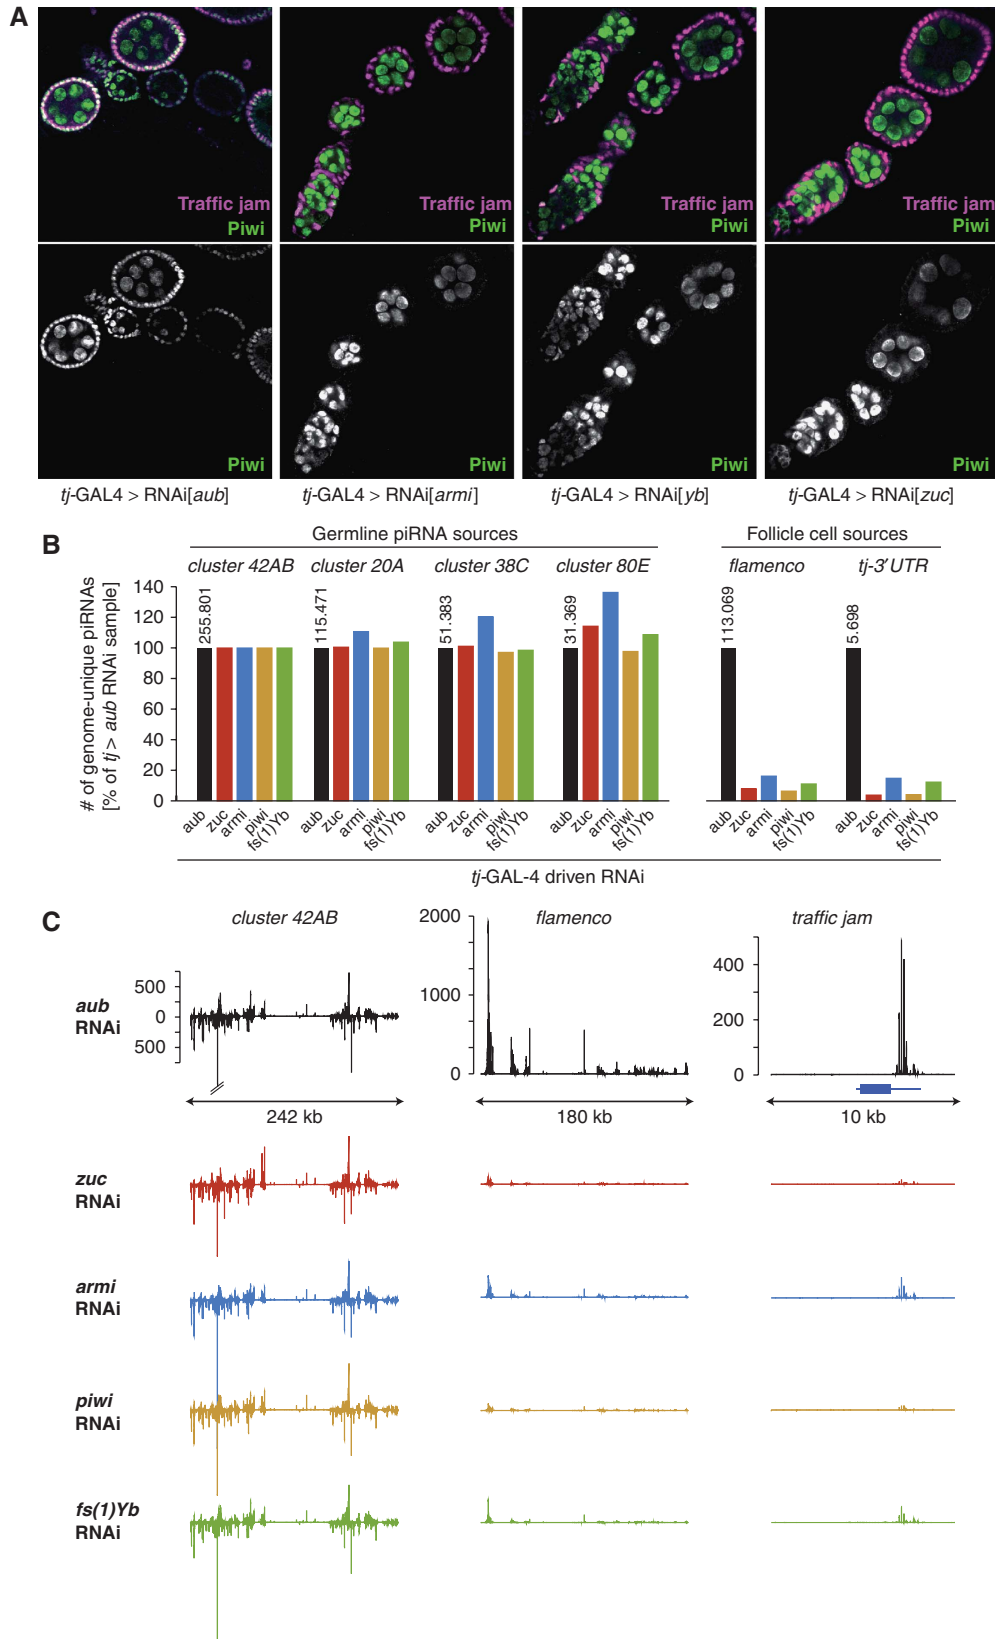 A
Traffic jam
Piwi
Traffic jam
Piwi
Traffic jam
Piwi
Traffic jam
Piwi
Piwi
Piwi
Piwi
Piwi
tj-GAL4 > RNAi[aub]
tj-GAL4 > RNAi[armi]
tj-GAL4 > RNAi[yb]
tj-GAL4 > RNAi[zuc]
B
Germline piRNA sources
Follicle cell sources
cluster 42AB
cluster 20A
cluster 38C
cluster 80E
flamenco
tj-3′UTR
# of genome-unique piRNAs
[% of tj > aub RNAi sample]
140
120
100
80
60
40
20
0
255.801
115.471
51.383
31.369
113.069
5.698
aub
zuc
armi
piwi
fs(1)Yb
aub
zuc
armi
piwi
fs(1)Yb
aub
zuc
armi
piwi
fs(1)Yb
aub
zuc
armi
piwi
fs(1)Yb
aub
zuc
armi
piwi
fs(1)Yb
aub
zuc
armi
piwi
fs(1)Yb
tj-GAL-4 driven RNAi
C
cluster 42AB
flamenco
traffic jam
aub
RNAi
500
0
500
2000
1000
0
400
200
0
242 kb
180 kb
10 kb
zuc
RNAi
armi
RNAi
piwi
RNAi
fs(1)Yb
RNAi